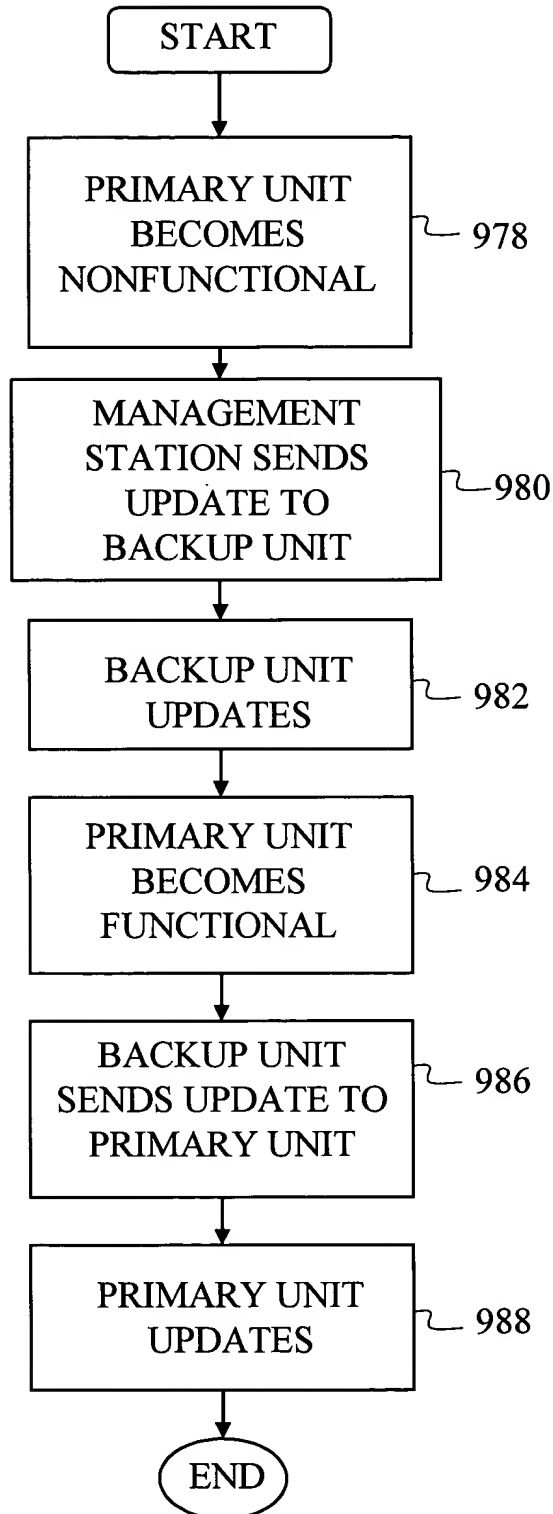 START
PRIMARY UNIT
BECOMES
NONFUNCTIONAL
978
MANAGEMENT
STATION SENDS
UPDATE TO
BACKUP UNIT
980
BACKUP UNIT
UPDATES
982
PRIMARY UNIT
BECOMES
FUNCTIONAL
984
BACKUP UNIT
SENDS UPDATE TO
PRIMARY UNIT
986
PRIMARY UNIT
UPDATES
988
END